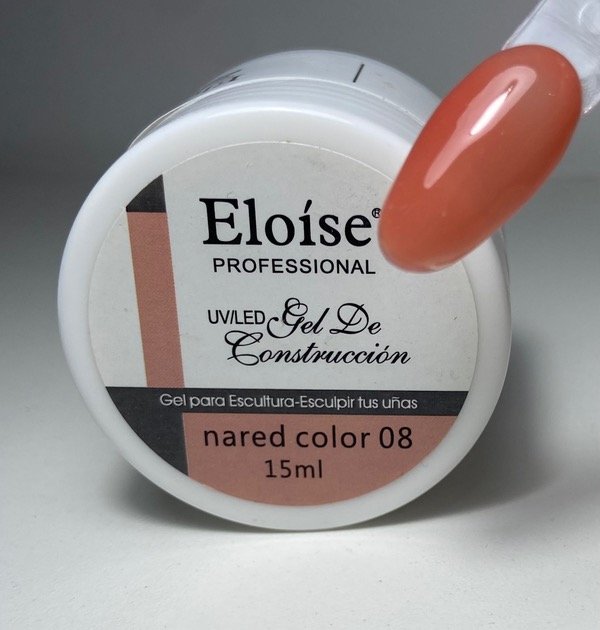 Eloíse®
PROFESSIONAL
UV/LED Gel De
Construcción
Gel para Escultura-Esculpir tus uñas
nared color 08
15ml